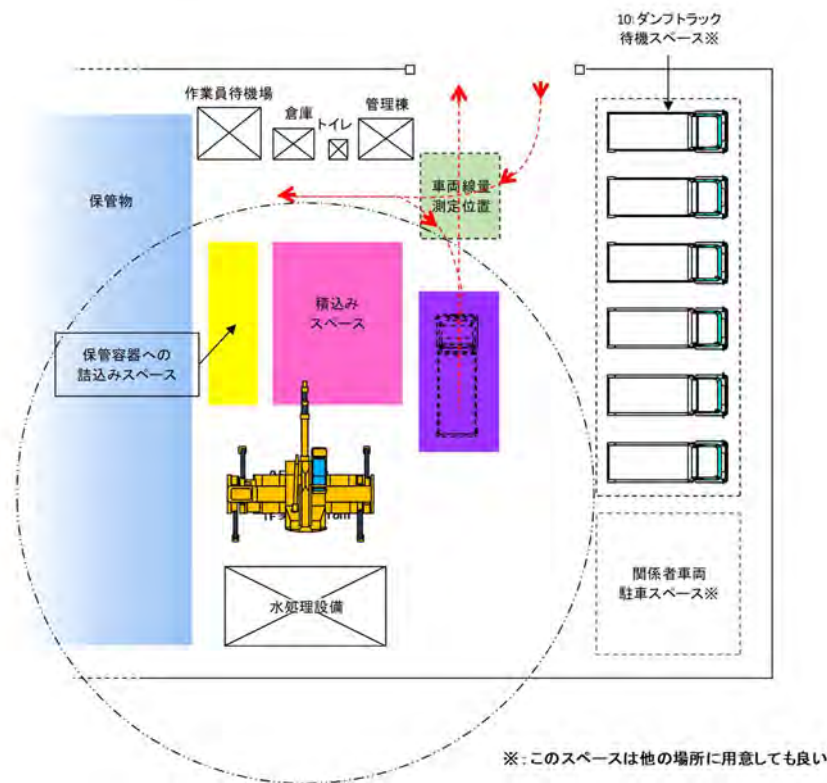 10:ダンプトラック
待機スペース※
作業員待機場
倉庫
トイレ
管理棟
車両線量
測定位置
保管物
積込み
スペース
保管容器への
詰込みスペース
水処理設備
関係者車両
駐車スペース※
※:このスペースは他の場所に用意しても良い